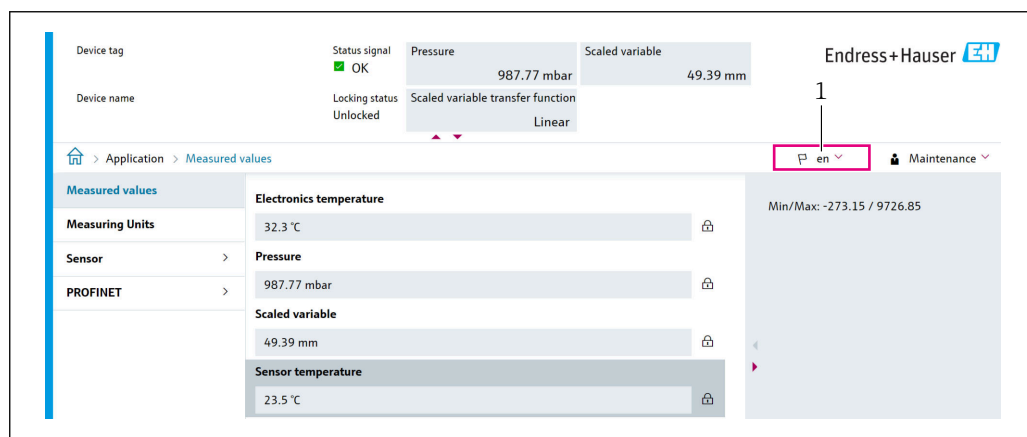 Device tag
Status signal
OK
Pressure
987.77 mbar
Scaled variable
49.39 mm
Endress+Hauser EH
Device name
Locking status
Unlocked
Scaled variable transfer function
Linear
1
> Application > Measured values
en
Maintenance
Measured values
Measuring Units
Sensor >
PROFINET >
Electronics temperature
32.3 °C
Pressure
987.77 mbar
Scaled variable
49.39 mm
Sensor temperature
23.5 °C
Min/Max: -273.15 / 9726.85